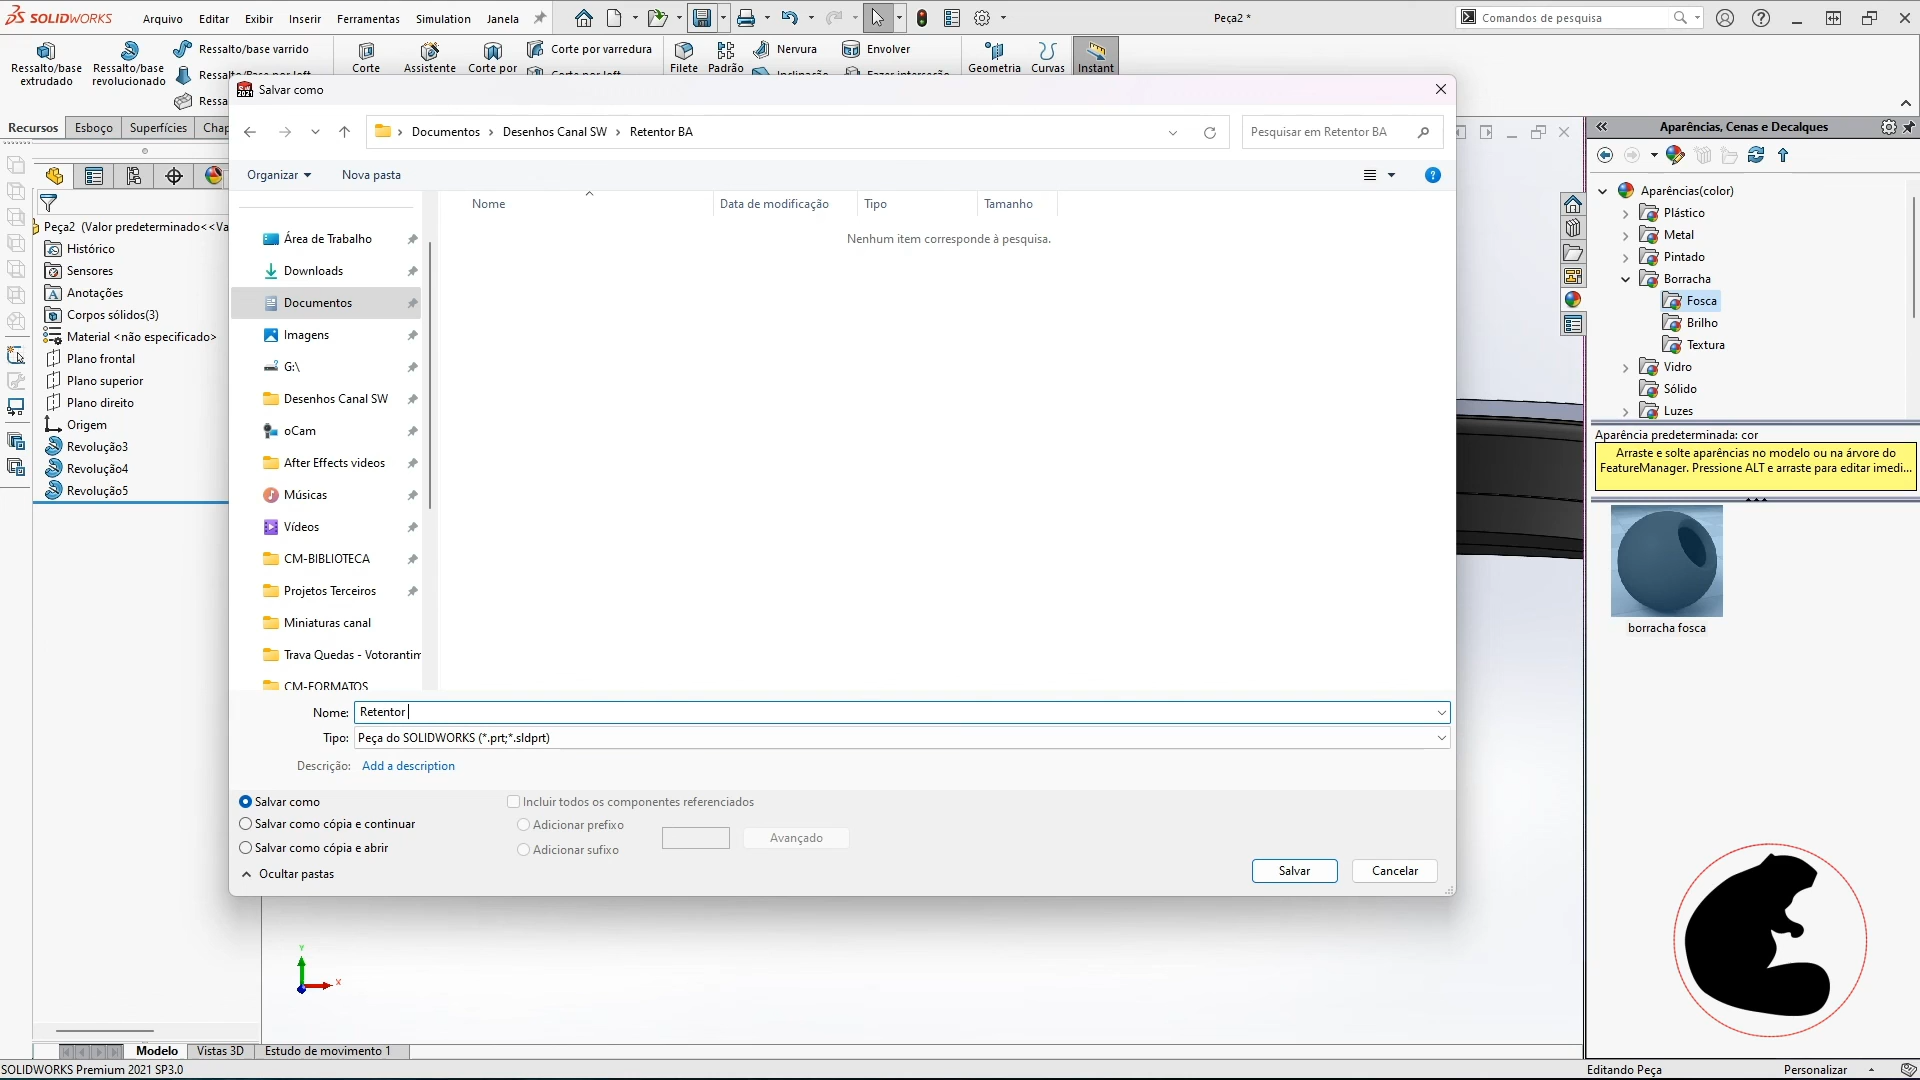 SOLIDWORKS
Arquivo Editar Exibir Inserir Ferramentas Simulation Janela
Peça2 *
Comandos de pesquisa
Ressalto/base extrudado
Ressalto/base revolucionado
Ressalto/base varrido
Corte
Assistente
Corte por
Corte por varredura
Filete
Padrão
Nervura
Envolver
Geometria
Curvas
Instant
Recursos Esboço Superfícies
Salvar como
Documentos > Desenhos Canal SW > Retentor BA
Pesquisar em Retentor BA
Organizar
Nova pasta
Nome
Data de modificação
Tipo
Tamanho
Nenhum item corresponde à pesquisa.
Área de Trabalho
Downloads
Documentos
Imagens
G:\
Desenhos Canal SW
oCam
After Effects videos
Músicas
Vídeos
CM-BIBLIOTECA
Projetos Terceiros
Miniaturas canal
Trava Quedas - Votorantim
CM-FORMATOS
Nome: Retentor
Tipo: Peça do SOLIDWORKS (*.prt;*.sldprt)
Descrição: Add a description
Salvar como
Salvar como cópia e continuar
Salvar como cópia e abrir
Incluir todos os componentes referenciados
Adicionar prefixo
Adicionar sufixo
Avançado
Ocultar pastas
Salvar
Cancelar
Peça2 (Valor predeterminado<<Va
Histórico
Sensores
Anotações
Corpos sólidos(3)
Material <não especificado>
Plano frontal
Plano superior
Plano direito
Origem
Revolução3
Revolução4
Revolução5
Aparências, Cenas e Decalques
Aparências(color)
Plástico
Metal
Pintado
Borracha
Fosca
Brilho
Textura
Vidro
Sólido
Luzes
Aparência predeterminada: cor
Arraste e solte aparências no modelo ou na árvore do
FeatureManager. Pressione ALT e arraste para editar imedi...
borracha fosca
Y
X
Modelo Vistas 3D Estudo de movimento 1
SOLIDWORKS Premium 2021 SP3.0
Editando Peça
Personalizar